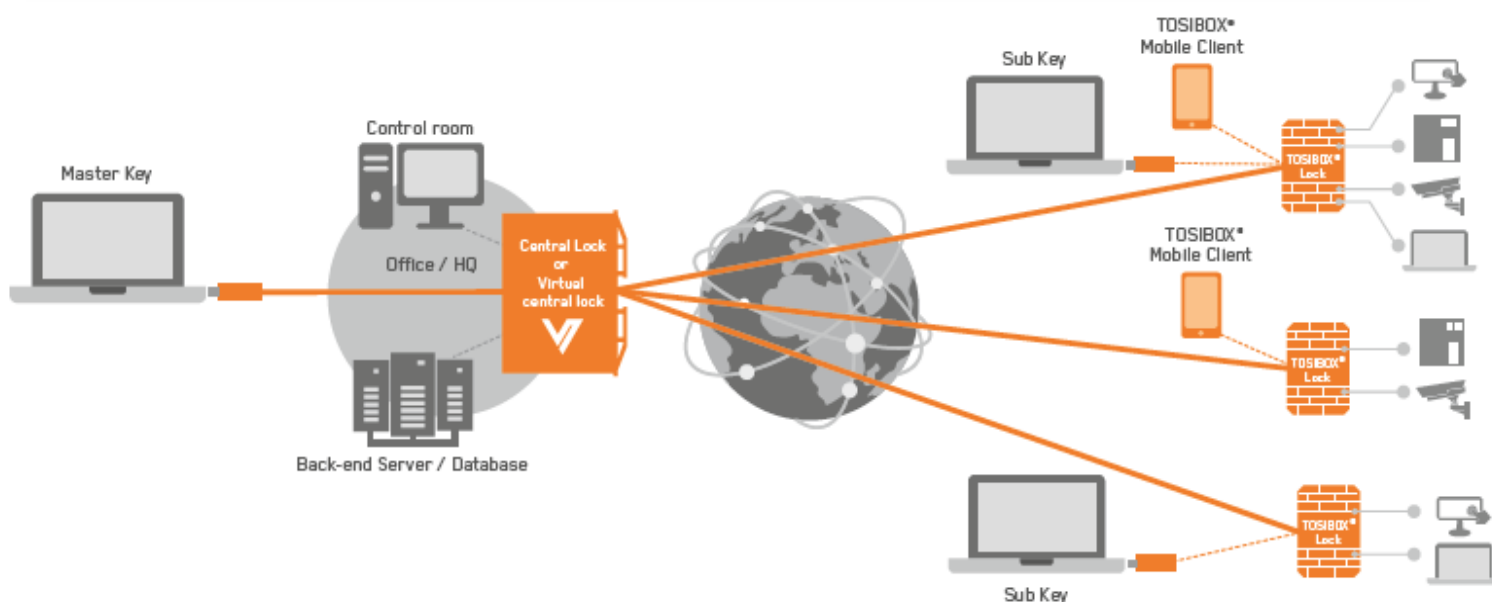 Master Key
Control room
Office / HQ
Central Lock
or
Virtual
central lock
Back-end Server / Database
Sub Key
TOSIBOX®
Mobile Client
TOSIBOX®
Lock
TOSIBOX®
Mobile Client
TOSIBOX®
Lock
TOSIBOX®
Lock
Sub Key